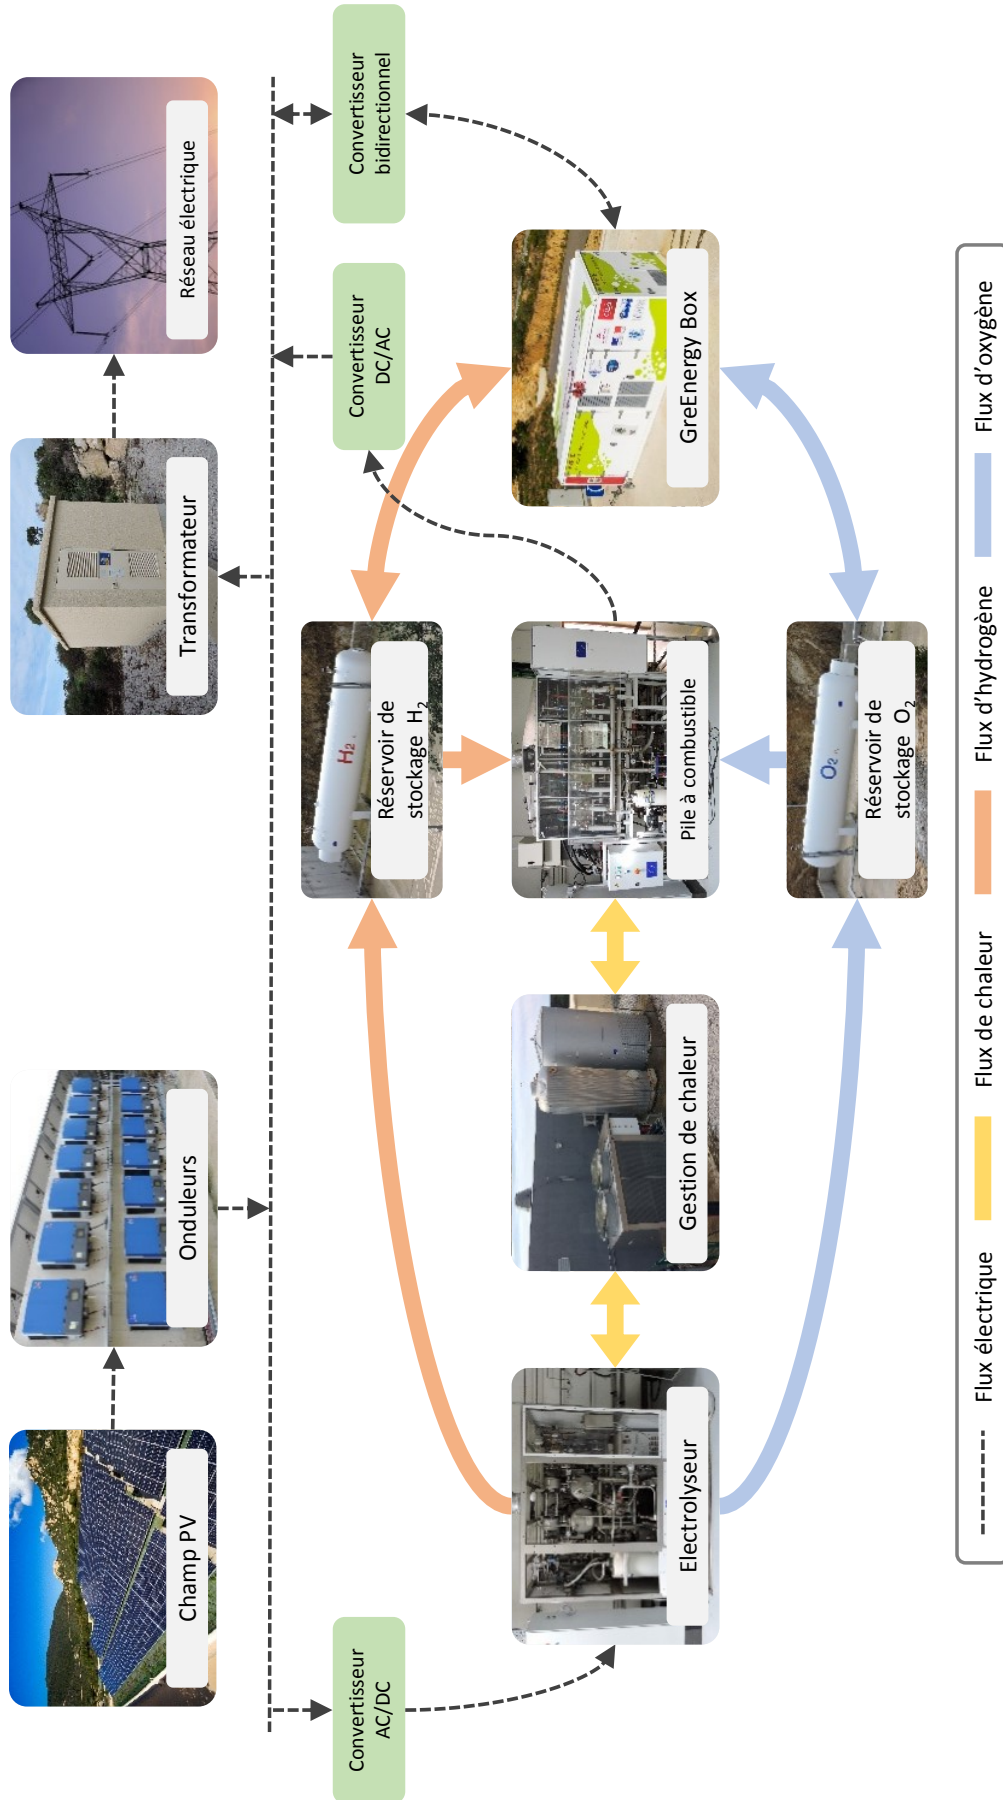 Champ PV
Onduleurs
Transformateur
Réseau électrique
Convertisseur
AC/DC
Convertisseur
DC/AC
Convertisseur
bidirectionnel
H₂
Réservoir de
stockage H₂
Electrolyseur
Gestion de chaleur
Pile à combustible
GreEnergy Box
O₂
Réservoir de
stockage O₂
Flux électrique
Flux de chaleur
Flux d'hydrogène
Flux d'oxygène